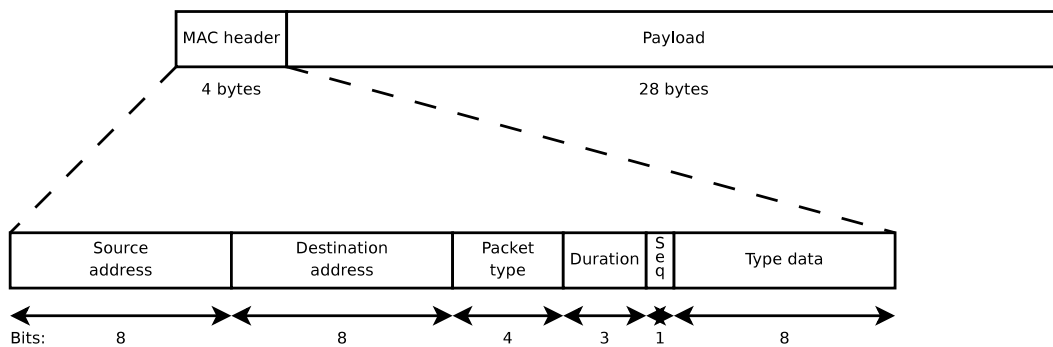 MAC header Payload
4 bytes 28 bytes
Source address Destination address Packet type Duration Seq Type data
Bits: 8 8 4 3 1 8